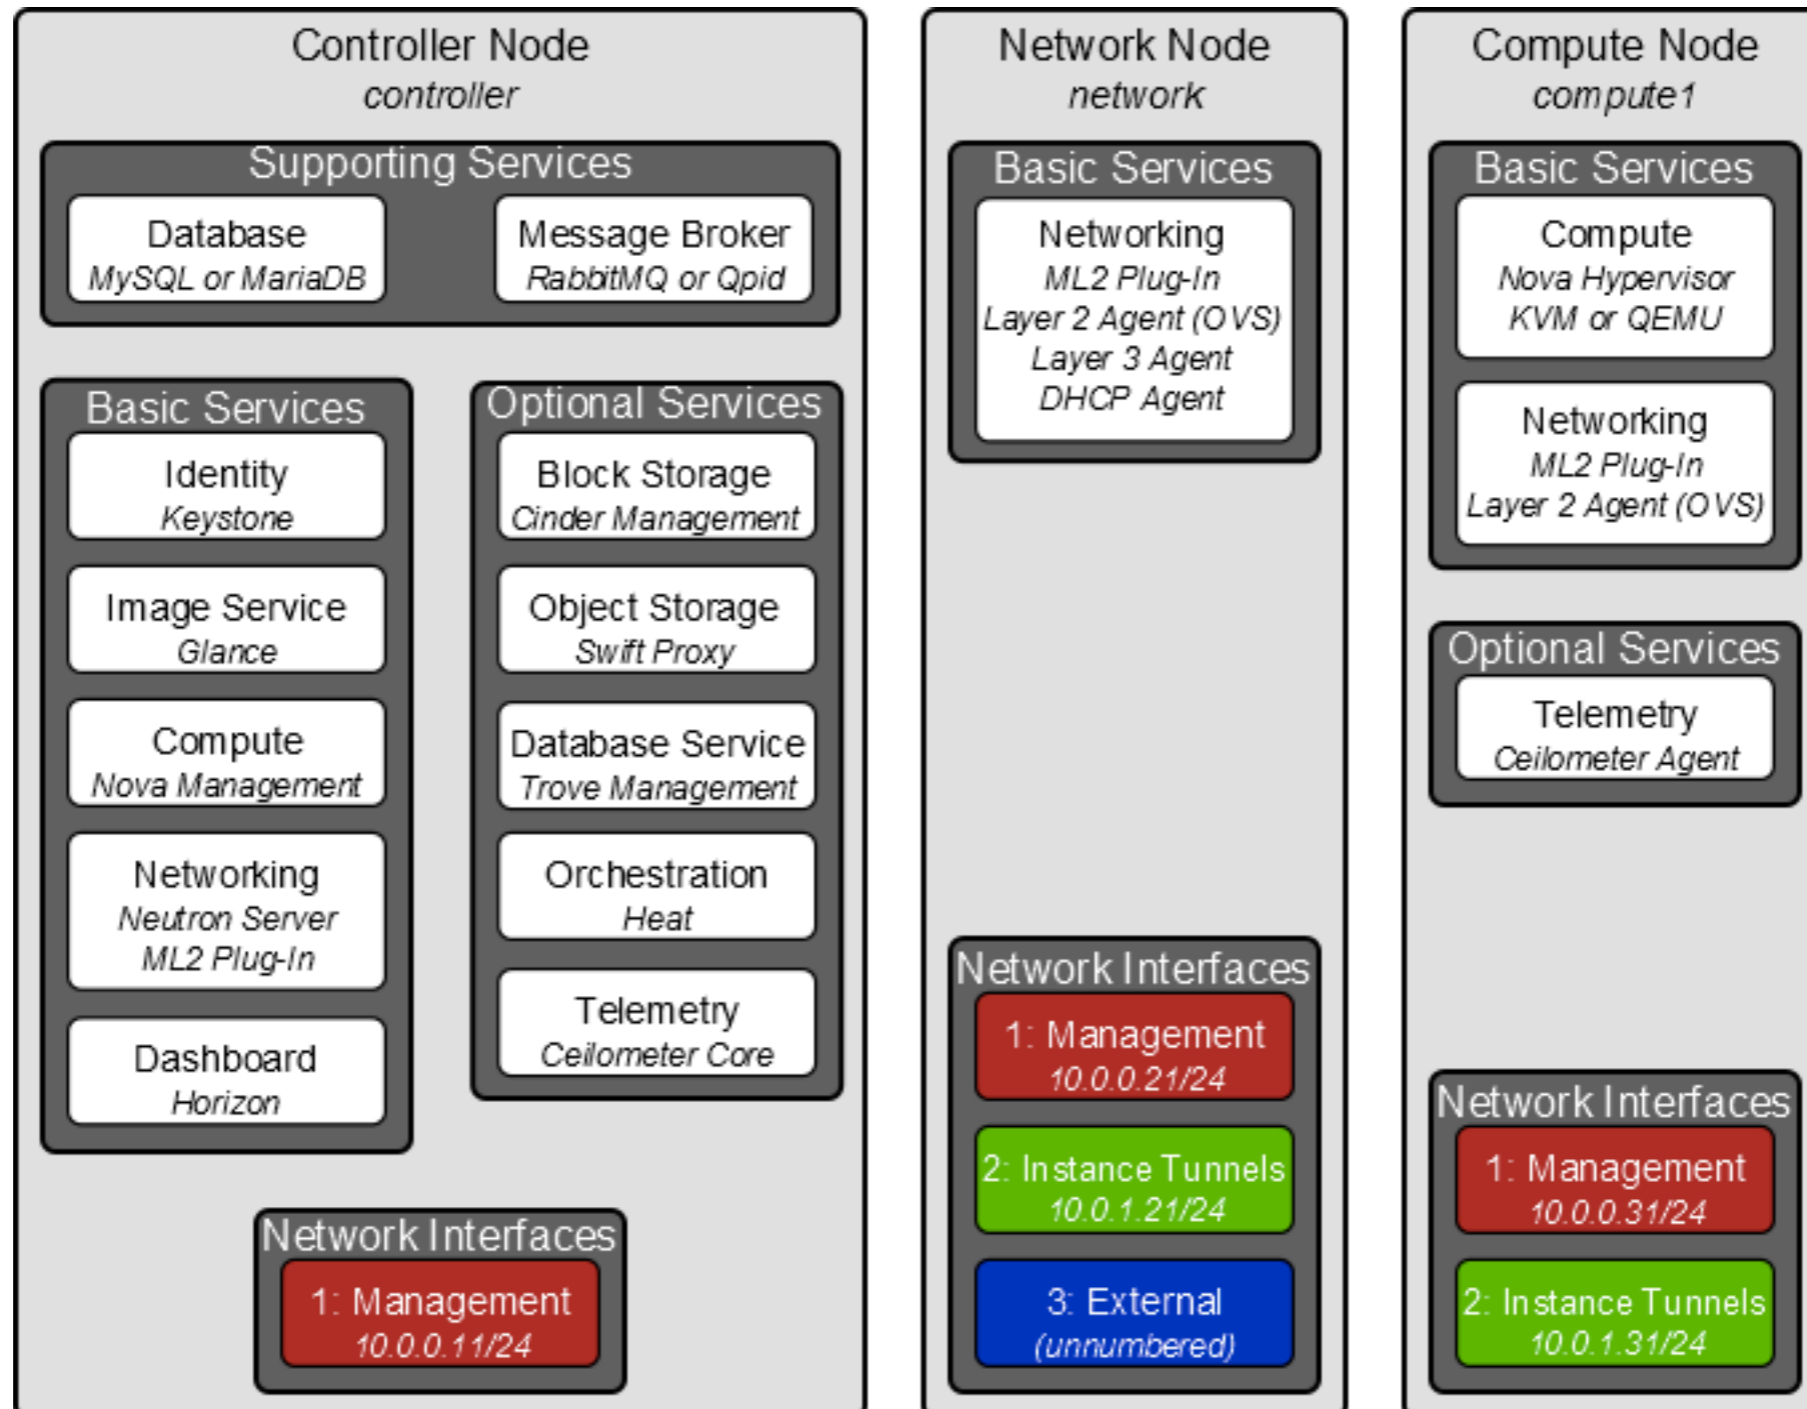 Controller Node
controller
Supporting Services
Database
MySQL or MariaDB
Message Broker
RabbitMQ or Qpid
Basic Services
Identity
Keystone
Image Service
Glance
Compute
Nova Management
Networking
Neutron Server
ML2 Plug-In
Dashboard
Horizon
Optional Services
Block Storage
Cinder Management
Object Storage
Swift Proxy
Database Service
Trove Management
Orchestration
Heat
Telemetry
Ceilometer Core
Network Interfaces
1: Management
10.0.0.11/24
Network Node
network
Basic Services
Networking
ML2 Plug-In
Layer 2 Agent (OVS)
Layer 3 Agent
DHCP Agent
Network Interfaces
1: Management
10.0.0.21/24
2: Instance Tunnels
10.0.1.21/24
3: External
(unnumbered)
Compute Node
compute1
Basic Services
Compute
Nova Hypervisor
KVM or QEMU
Networking
ML2 Plug-In
Layer 2 Agent (OVS)
Optional Services
Telemetry
Ceilometer Agent
Network Interfaces
1: Management
10.0.0.31/24
2: Instance Tunnels
10.0.1.31/24